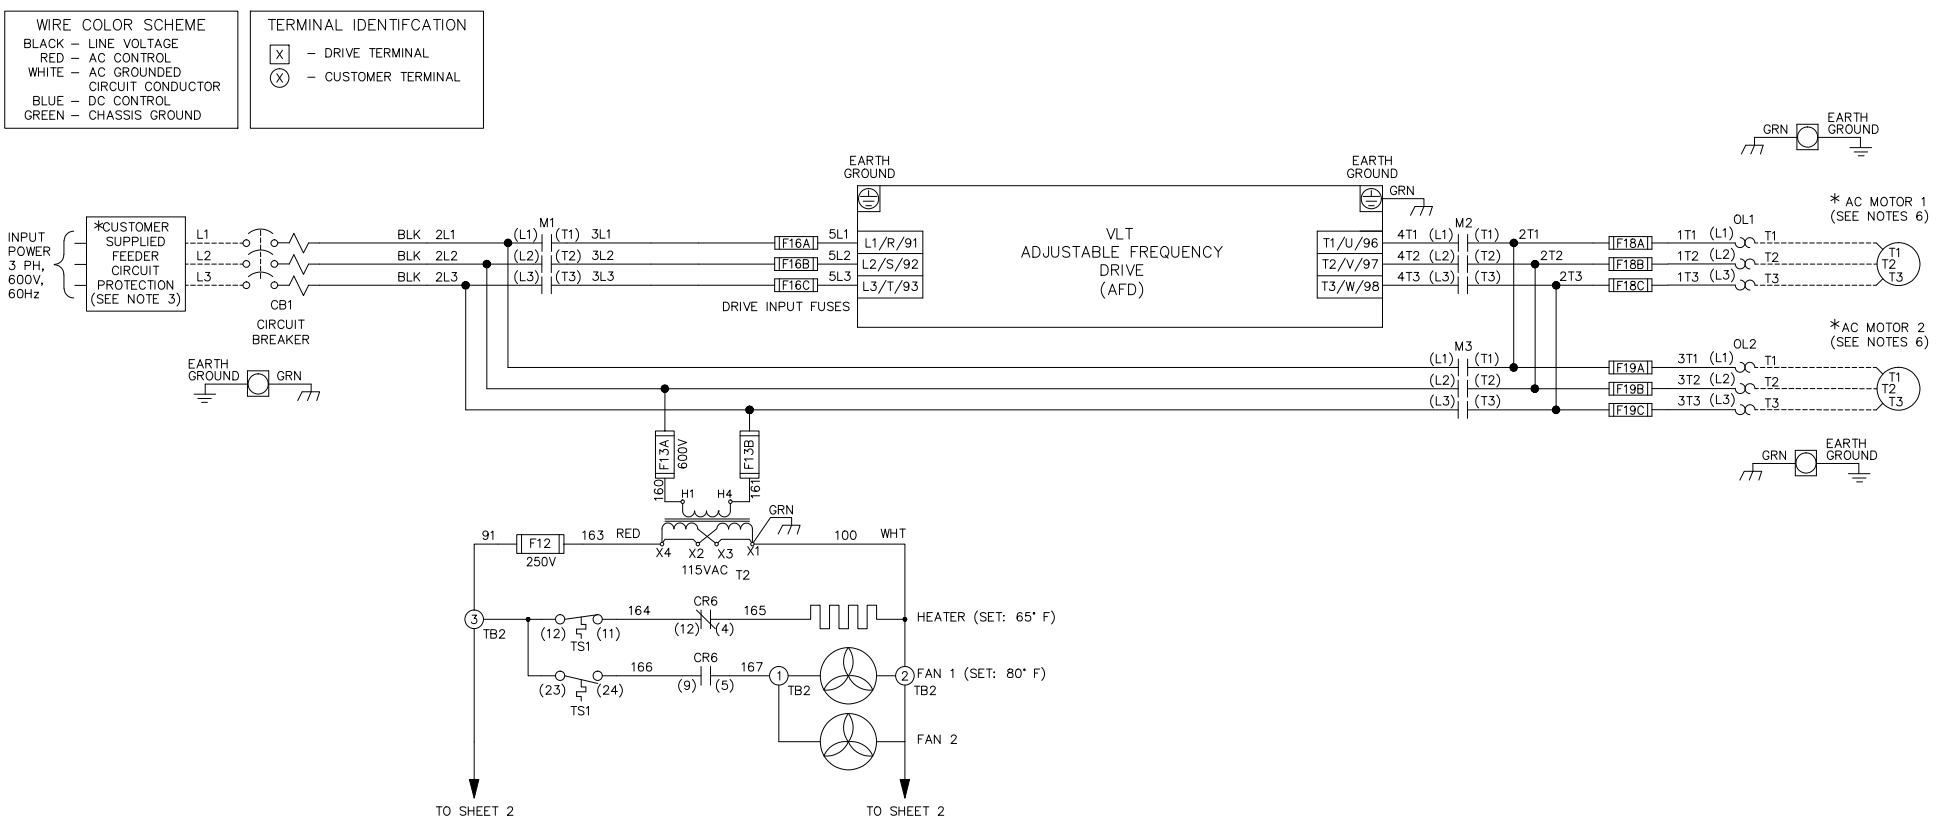 WIRE COLOR SCHEME
BLACK – LINE VOLTAGE
RED – AC CONTROL
WHITE – AC GROUNDED
CIRCUIT CONDUCTOR
BLUE – DC CONTROL
GREEN – CHASSIS GROUND
TERMINAL IDENTIFCATION
X – DRIVE TERMINAL
X – CUSTOMER TERMINAL
INPUT
POWER
3 PH,
600V,
60Hz
*CUSTOMER
SUPPLIED
FEEDER
CIRCUIT
PROTECTION
(SEE NOTE 3)
L1
L2
L3
CB1
CIRCUIT
BREAKER
EARTH
GROUND
GRN
BLK 2L1
BLK 2L2
BLK 2L3
M1
(L1) (T1) 3L1
(L2) (T2) 3L2
(L3) (T3) 3L3
F16A
F16B
F16C
DRIVE INPUT FUSES
5L1
5L2
5L3
EARTH
GROUND
L1/R/91
L2/S/92
L3/T/93
VLT
ADJUSTABLE FREQUENCY
DRIVE
(AFD)
EARTH
GROUND
GRN
T1/U/96
T2/V/97
T3/W/98
M2
4T1 (L1) (T1) 2T1
4T2 (L2) (T2) 2T2
4T3 (L3) (T3) 2T3
F18A
F18B
F18C
OL1
1T1 (L1) T1
1T2 (L2) T2
1T3 (L3) T3
GRN
EARTH
GROUND
* AC MOTOR 1
(SEE NOTES 6)
T1
T2
T3
M3
(L1) (T1)
(L2) (T2)
(L3) (T3)
F19A
F19B
F19C
OL2
3T1 (L1) T1
3T2 (L2) T2
3T3 (L3) T3
*AC MOTOR 2
(SEE NOTES 6)
T1
T2
T3
GRN
EARTH
GROUND
F13A
600V
F13B
160
161
H1 H4
GRN
91
F12
250V
163 RED
X4 X2 X3 X1
115VAC T2
100 WHT
3
TB2
(12) (11)
TS1
164
CR6
(12) (4)
165
HEATER (SET: 65° F)
(23) (24)
TS1
166
CR6
(9) (5)
167
1
TB2
2
TB2
FAN 1 (SET: 80° F)
FAN 2
TO SHEET 2
TO SHEET 2